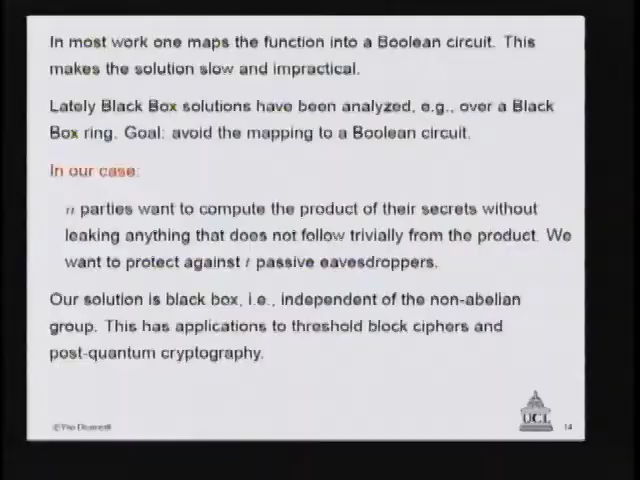 In most work one maps the function into a Boolean circuit. This
makes the solution slow and impractical.
Lately Black Box solutions have been analyzed, e.g., over a Black
Box ring. Goal: avoid the mapping to a Boolean circuit.
In our case:
n parties want to compute the product of their secrets without
leaking anything that does not follow trivially from the product. We
want to protect against t passive eavesdroppers.
Our solution is black box, i.e., independent of the non-abelian
group. This has applications to threshold block ciphers and
post-quantum cryptography.
UCL
14